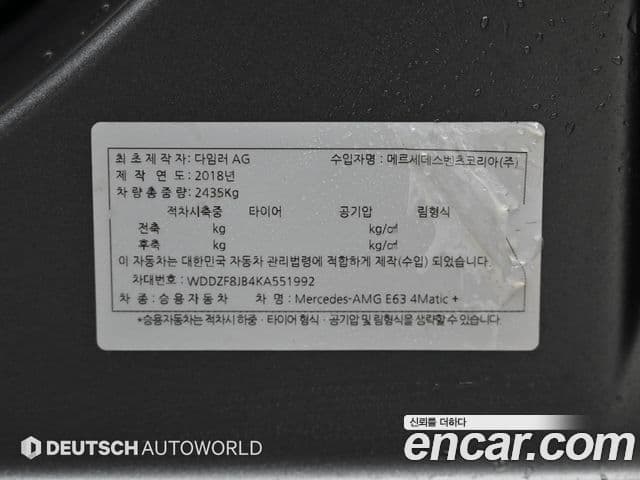 최초제작자:다임러 AG 수입자명 : 메르세데스벤츠코리아(주)
제 작 연 도:2018년
차량총중량:2435Kg
적차시축중 타이어 공기압 림형식
전축 kg kg/㎠
후축 kg kg/㎠
이 자동차는 대한민국 자동차 관리법령에 적합하게 제작(수입) 되었습니다.
차대번호 : WDDZF8JB4KA551992
차 종 : 승용자동차 차 명 : Mercedes-AMG E63 4Matic +
*승용자동차는 적차시 하중 · 타이어 형식 · 공기압 및 림형식을 생략할 수 있습니다.
신뢰를 더하다
DEUTSCH AUTOWORLD encar.com